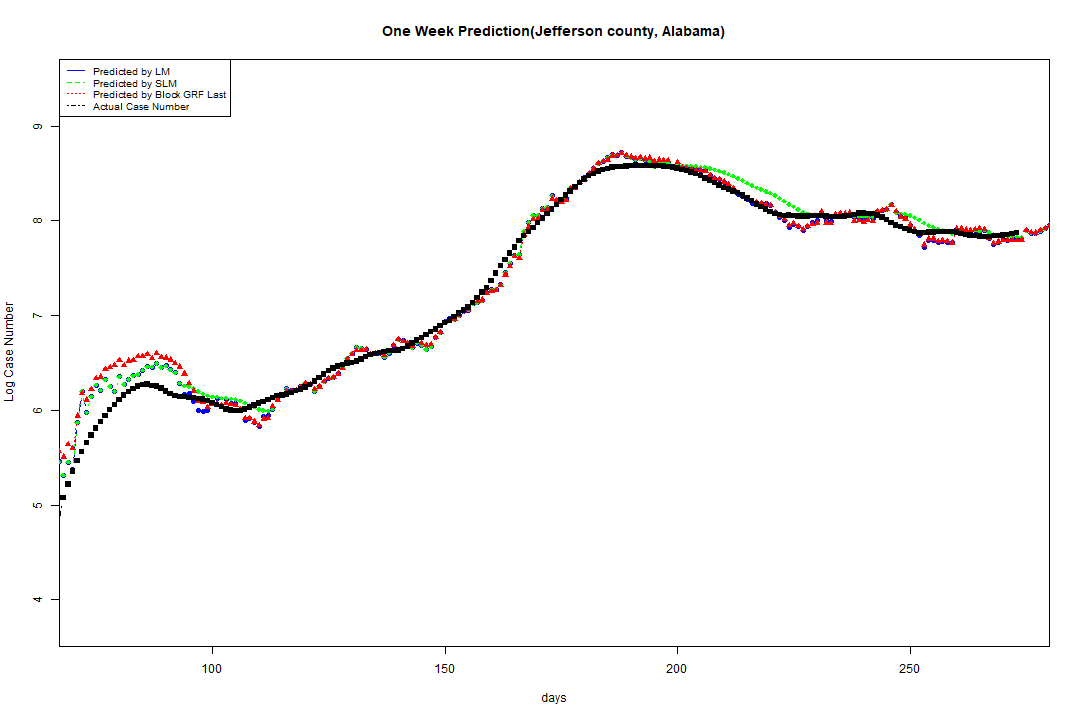 One Week Prediction(Jefferson county, Alabama)
Predicted by LM
Predicted by SLM
Predicted by Block GRF Last
Actual Case Number
9
8
7
6
5
4
Log Case Number
100 150 200 250
days